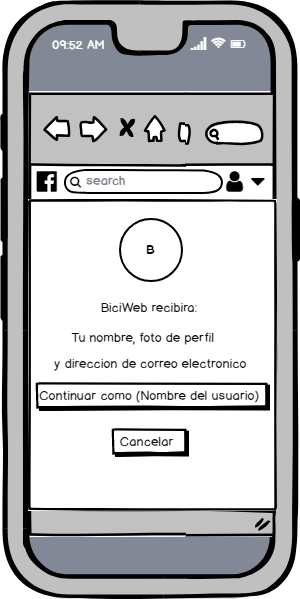 09:52 AM
search
B
BiciWeb recibira:
Tu nombre, foto de perfil
y direccion de correo electronico
Continuar como (Nombre del usuario)
Cancelar